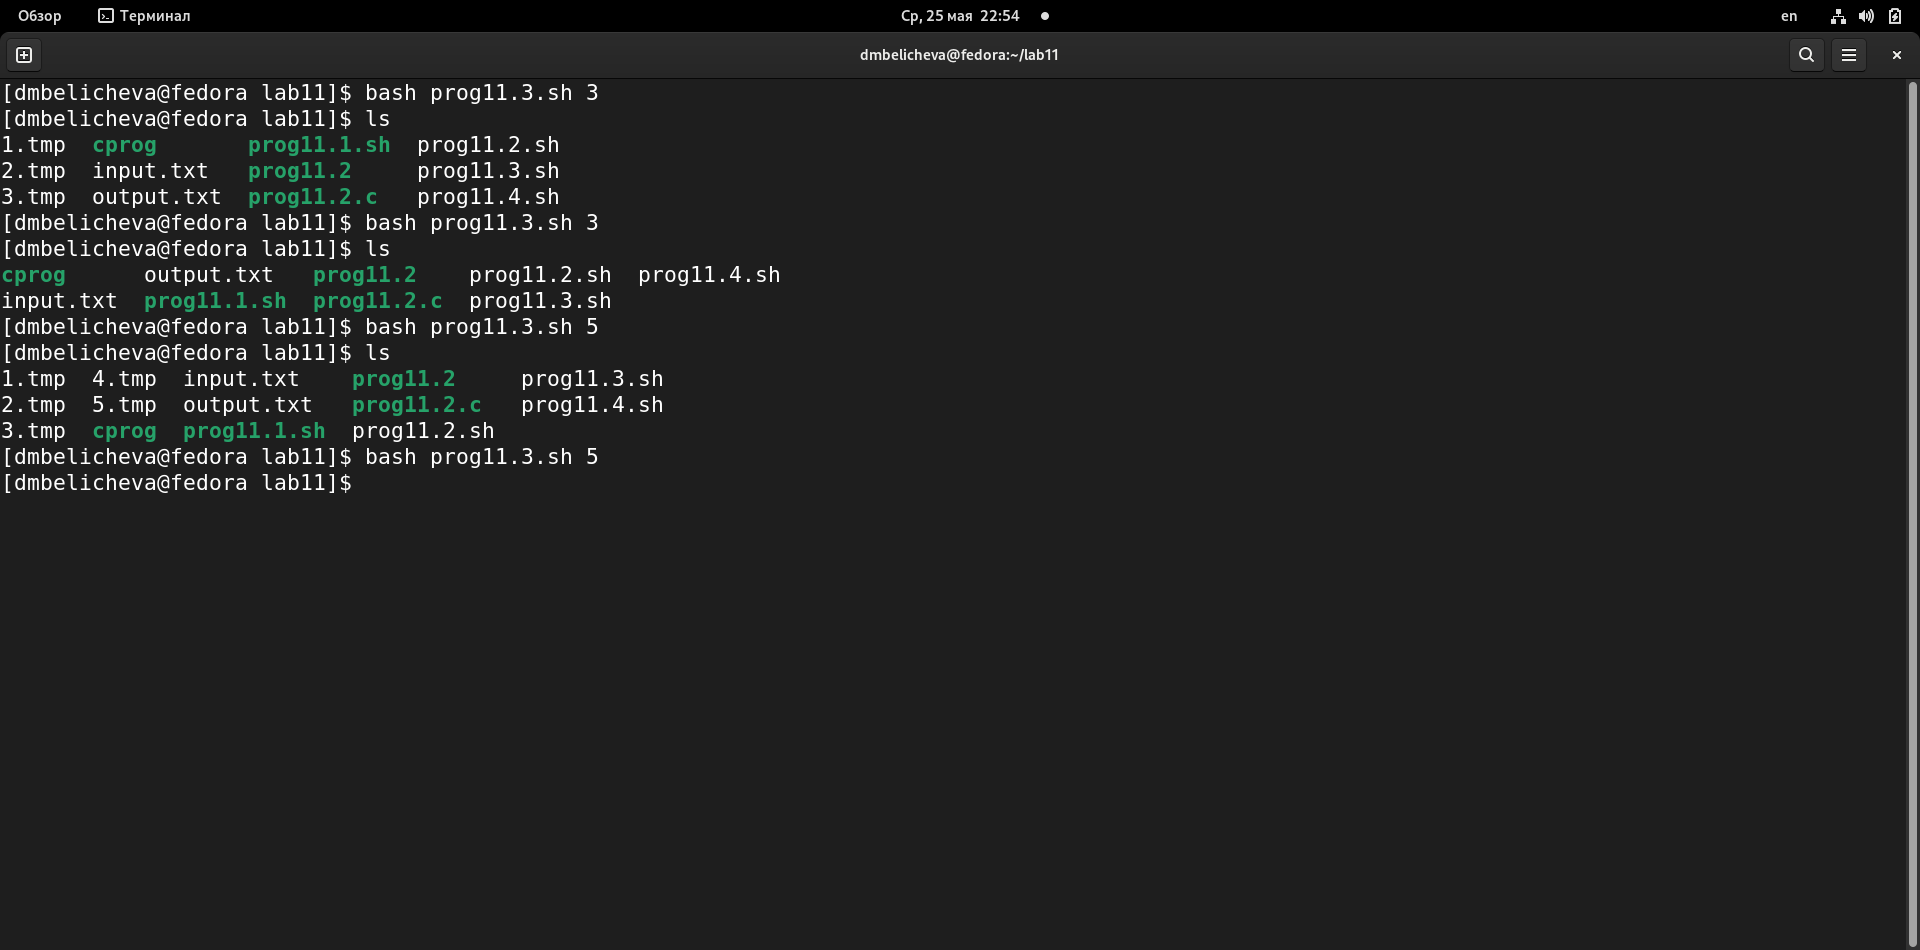 Обзор Терминал Ср, 25 мая 22:54 en
dmbelicheva@fedora:~/lab11
[dmbelicheva@fedora lab11]$ bash prog11.3.sh 3
[dmbelicheva@fedora lab11]$ ls
1.tmp  cprog       prog11.1.sh  prog11.2.sh
2.tmp  input.txt   prog11.2     prog11.3.sh
3.tmp  output.txt  prog11.2.c   prog11.4.sh
[dmbelicheva@fedora lab11]$ bash prog11.3.sh 3
[dmbelicheva@fedora lab11]$ ls
cprog      output.txt   prog11.2    prog11.2.sh  prog11.4.sh
input.txt  prog11.1.sh  prog11.2.c  prog11.3.sh
[dmbelicheva@fedora lab11]$ bash prog11.3.sh 5
[dmbelicheva@fedora lab11]$ ls
1.tmp  4.tmp  input.txt    prog11.2     prog11.3.sh
2.tmp  5.tmp  output.txt   prog11.2.c   prog11.4.sh
3.tmp  cprog  prog11.1.sh  prog11.2.sh
[dmbelicheva@fedora lab11]$ bash prog11.3.sh 5
[dmbelicheva@fedora lab11]$